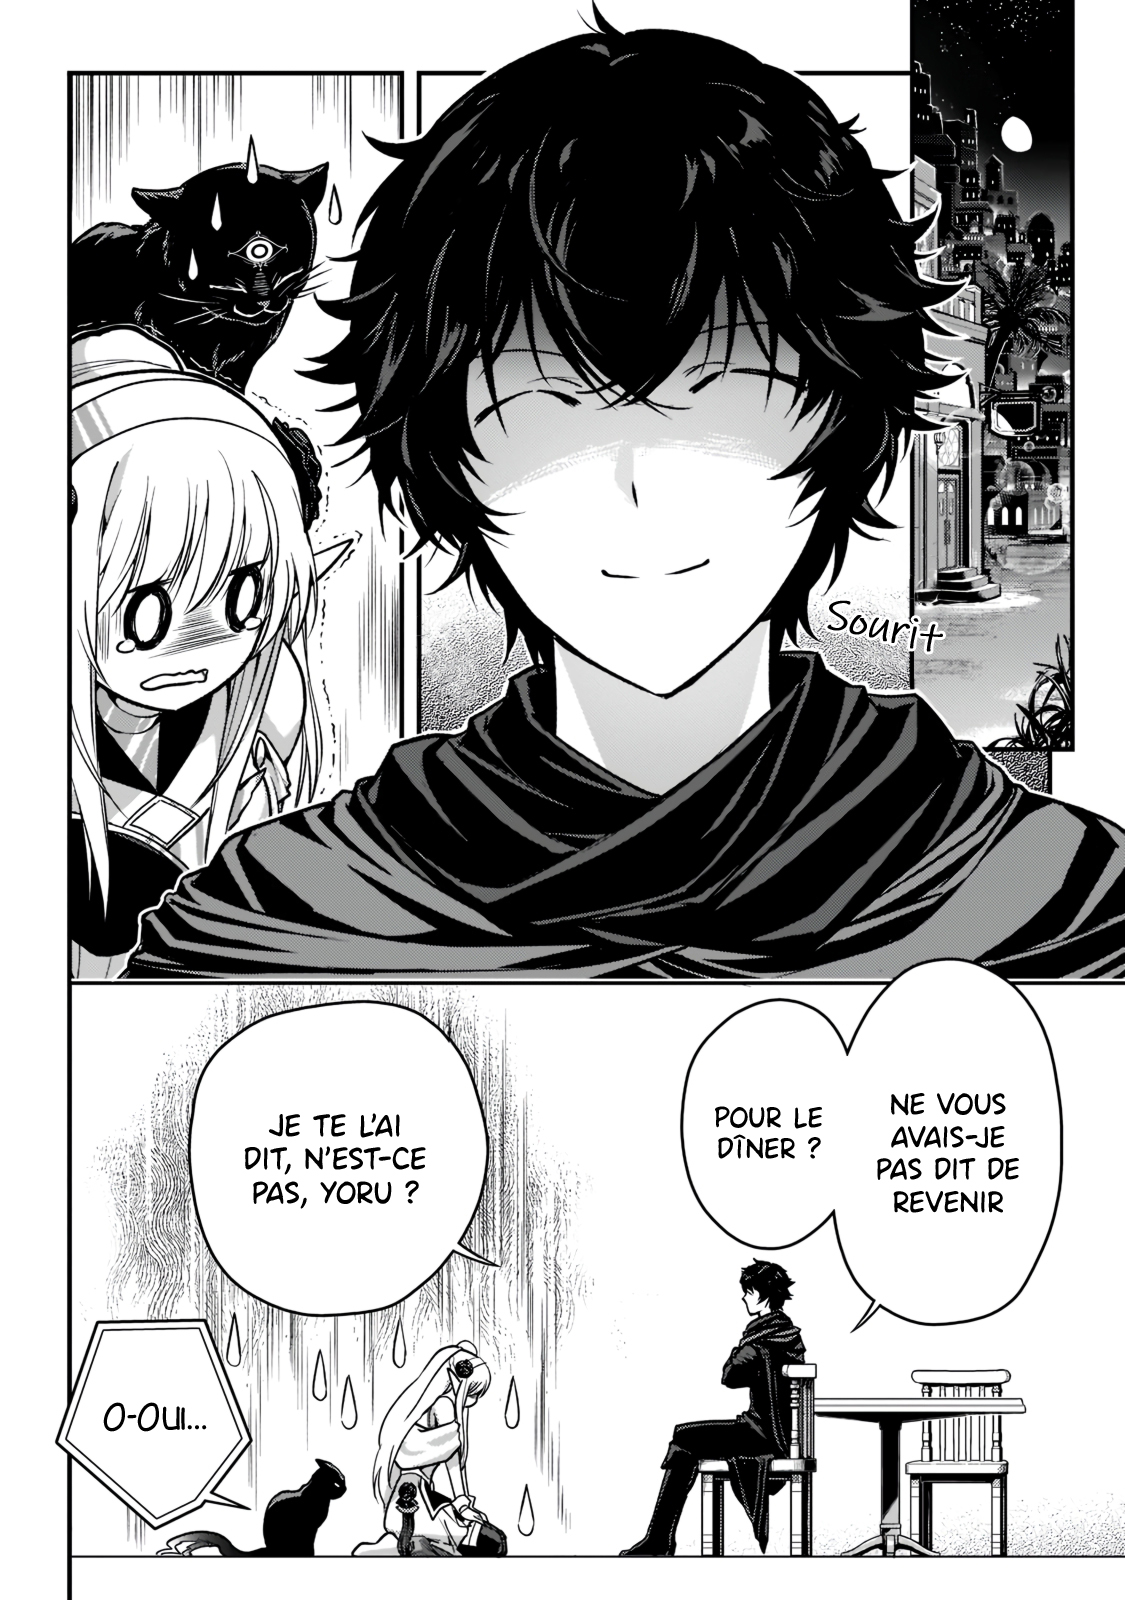 Sourit
NE VOUS
AVAIS-JE
PAS DIT DE
REVENIR
POUR LE
DÎNER ?
JE TE L'AI
DIT, N'EST-CE
PAS, YORU ?
O-OUI...